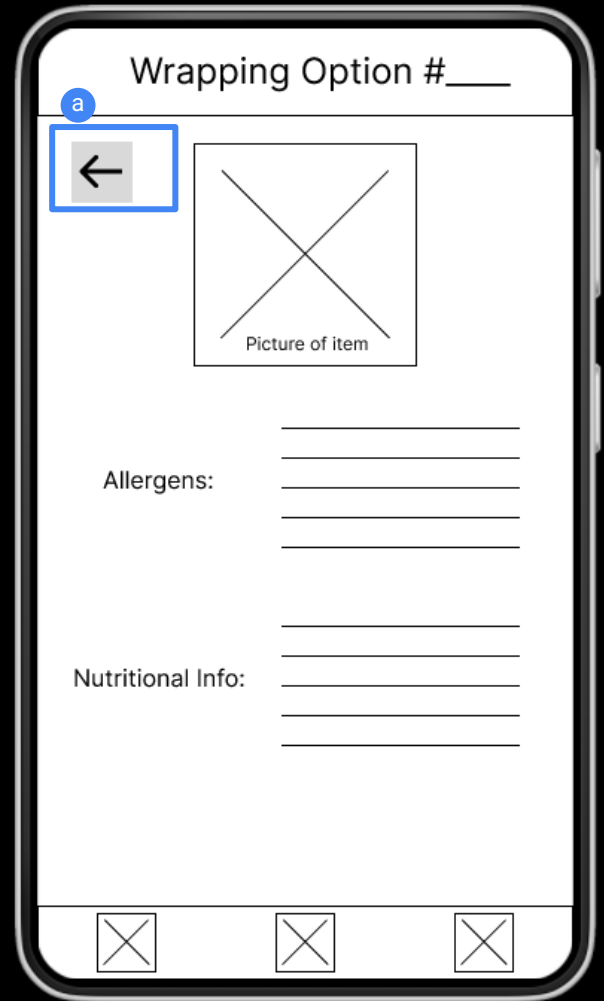 Wrapping Option #____
a
Picture of item
Allergens:
Nutritional Info: